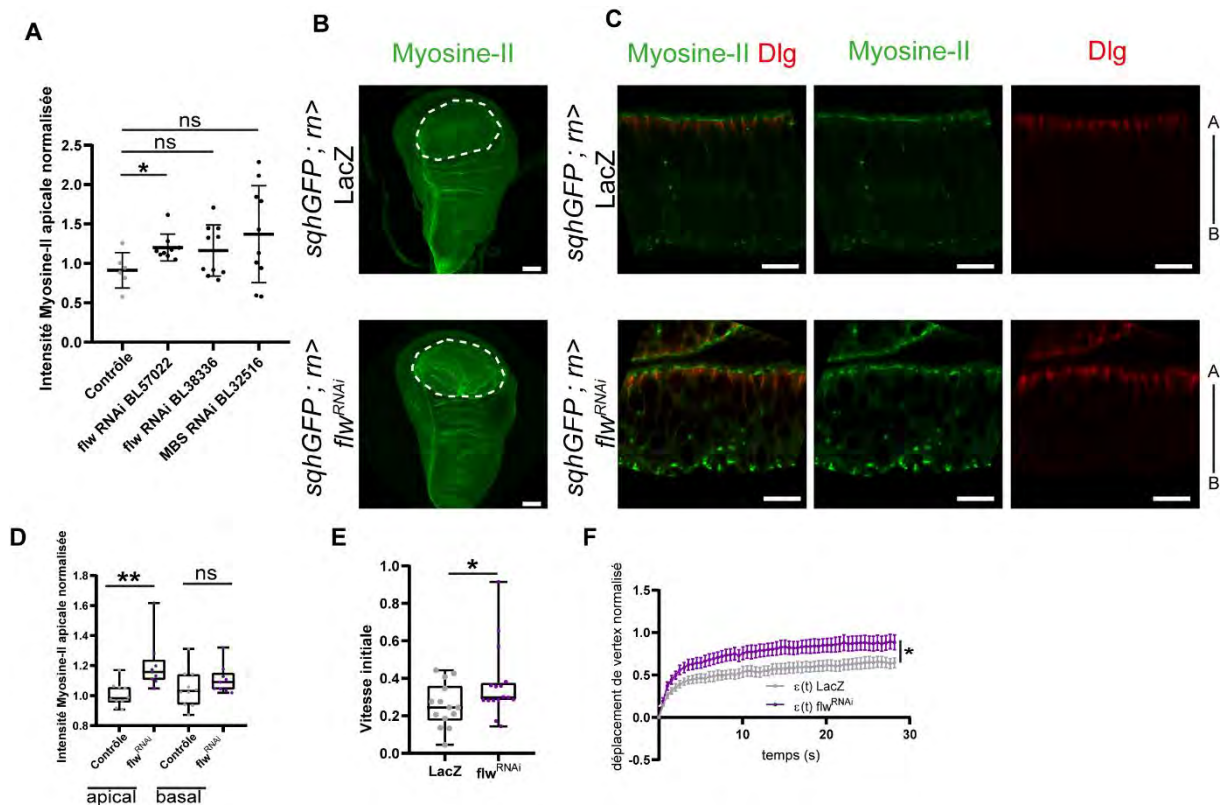 A
Intensité Myosine-II apicale normalisée
2.5
2.0
1.5
1.0
0.5
0.0
ns
ns
*
Contrôle
flw RNAi BL57022
flw RNAi BL38336
MBS RNAi BL32516
B
Myosine-II
sqhGFP ; rn>
LacZ
sqhGFP ; rn>
flwRNAi
C
Myosine-II Dlg
Myosine-II
Dlg
sqhGFP ; rn>
LacZ
A
B
sqhGFP ; rn>
flwRNAi
A
B
D
Intensité Myosine-II apicale normalisée
1.8
1.6
1.4
1.2
1.0
0.8
**
ns
Contrôle
flwRNAi
Contrôle
flwRNAi
apical
basal
E
Vitesse initiale
1.0
0.8
0.6
0.4
0.2
0.0
*
LacZ
flwRNAi
F
déplacement de vertex normalisé
1.5
1.0
0.5
0.0
-0.5
*
ε(t) LacZ
ε(t) flwRNAi
10
20
30
temps (s)